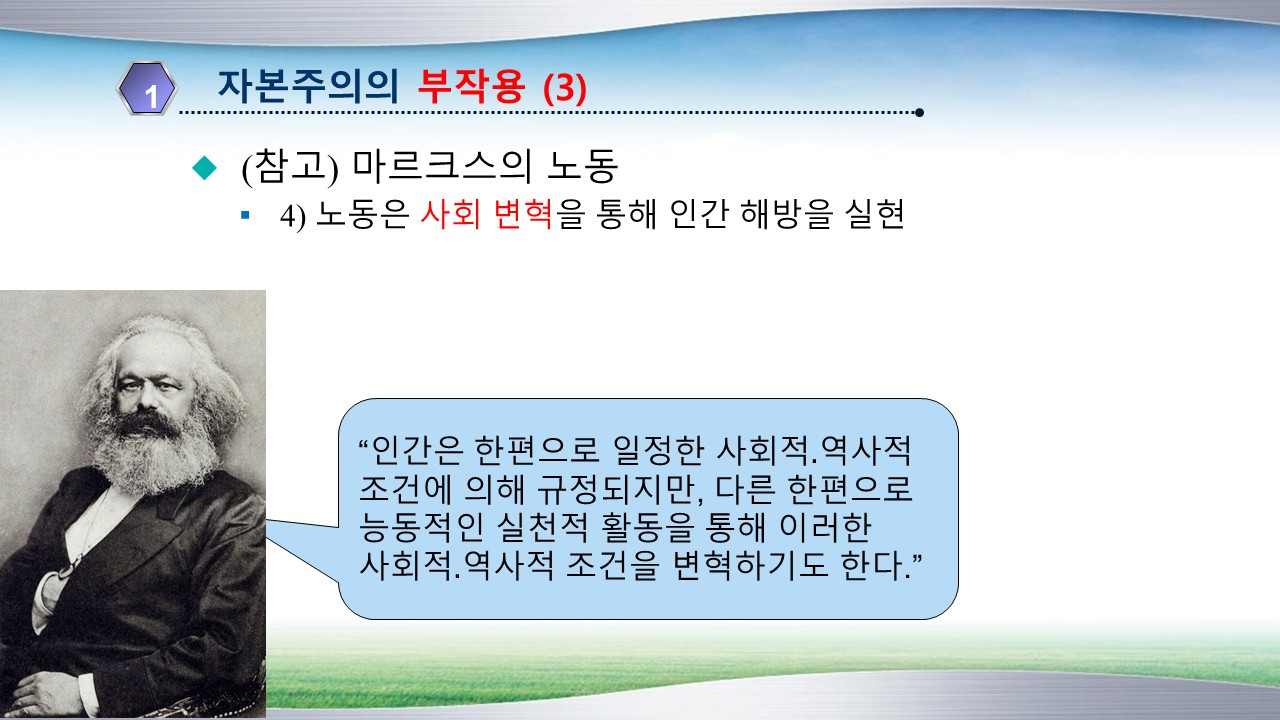 1
자본주의의 부작용 (3)
(참고) 마르크스의 노동
4) 노동은 사회 변혁을 통해 인간 해방을 실현
“인간은 한편으로 일정한 사회적.역사적
조건에 의해 규정되지만, 다른 한편으로
능동적인 실천적 활동을 통해 이러한
사회적.역사적 조건을 변혁하기도 한다.”